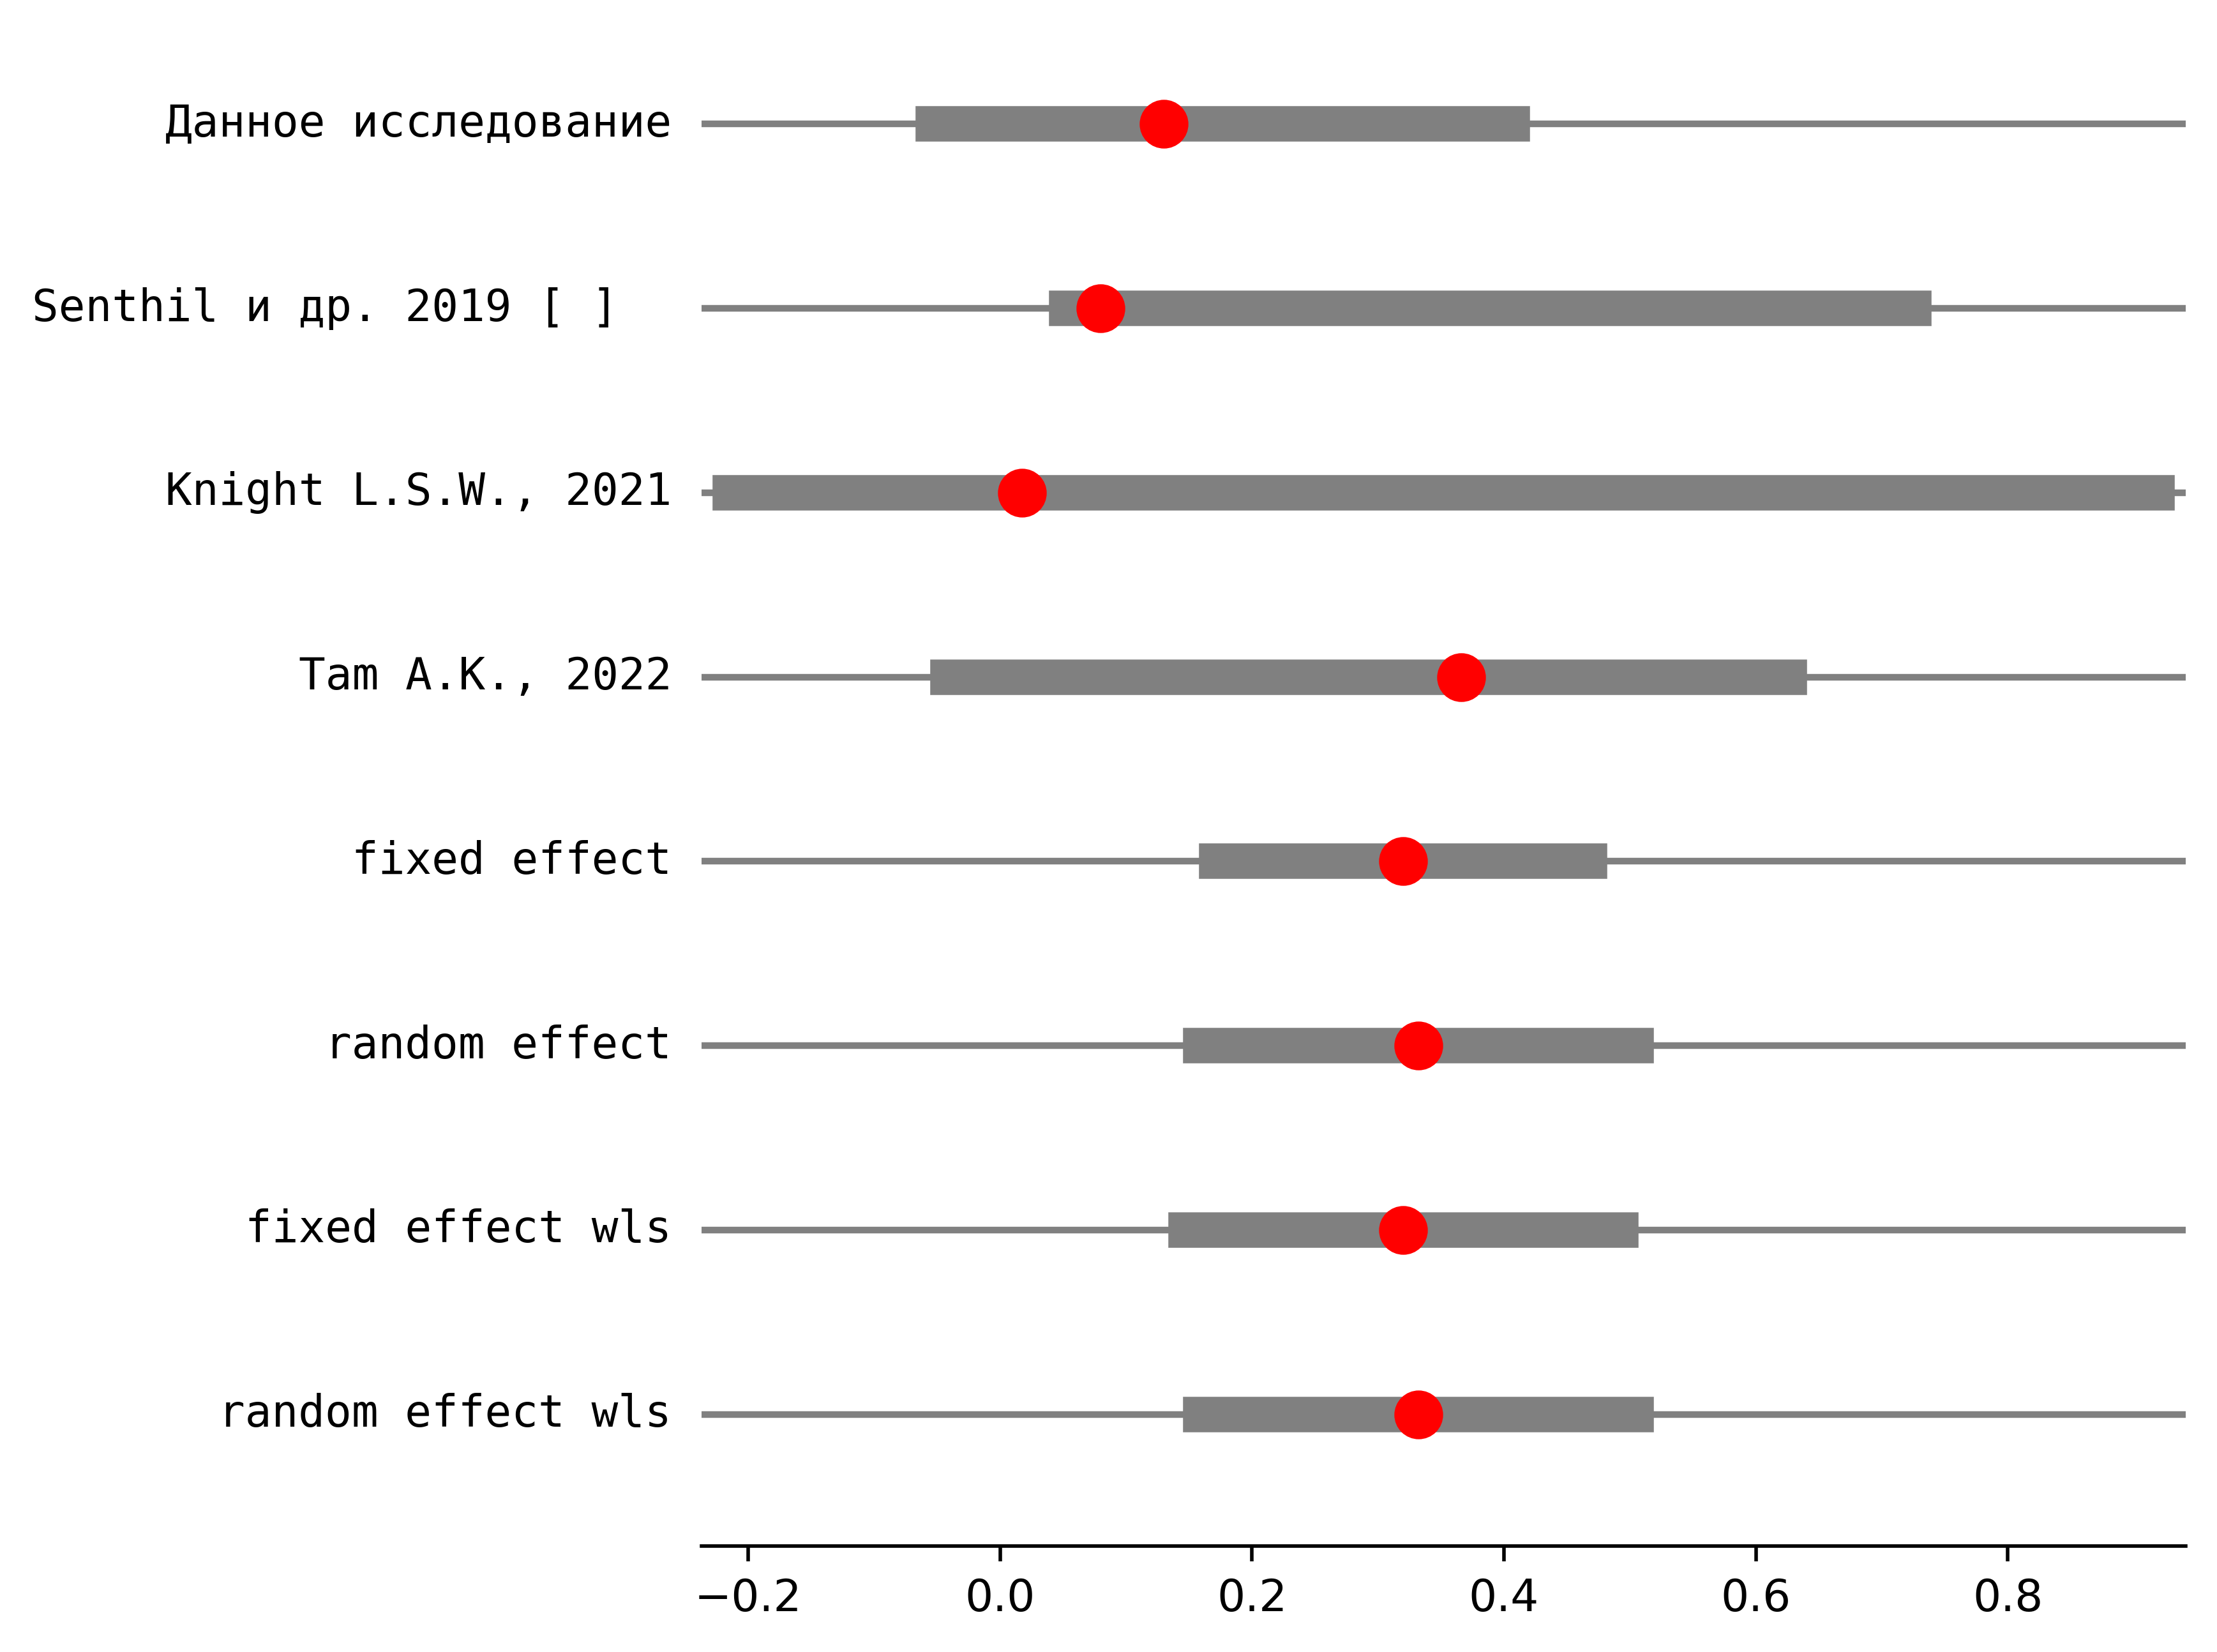 Данное исследование
Senthil и др. 2019 [ ]
Knight L.S.W., 2021
Tam A.K., 2022
fixed effect
random effect
fixed effect wls
random effect wls
−0.2 0.0 0.2 0.4 0.6 0.8